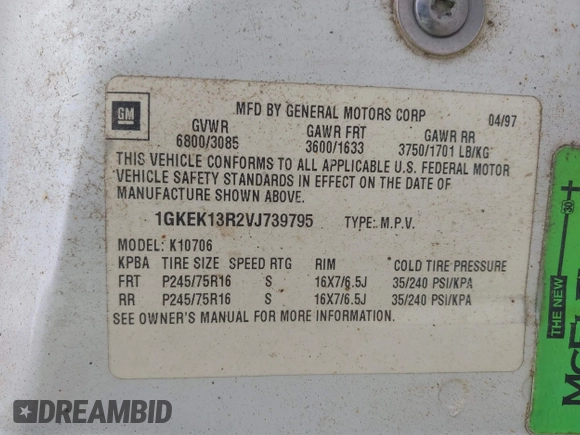 GM
MFD BY GENERAL MOTORS CORP 04/97
GVWR GAWR FRT GAWR RR
6800/3085 3600/1633 3750/1701 LB/KG
THIS VEHICLE CONFORMS TO ALL APPLICABLE U.S. FEDERAL MOTOR
VEHICLE SAFETY STANDARDS IN EFFECT ON THE DATE OF
MANUFACTURE SHOWN ABOVE.
1GKEK13R2VJ739795 TYPE: M.P.V.
MODEL: K10706
KPBA TIRE SIZE SPEED RTG RIM COLD TIRE PRESSURE
FRT P245/75R16 S 16X7/6.5J 35/240 PSI/KPA
RR P245/75R16 S 16X7/6.5J 35/240 PSI/KPA
SEE OWNER'S MANUAL FOR MORE INFORMATION.
THE NEW
30
DREAMBID